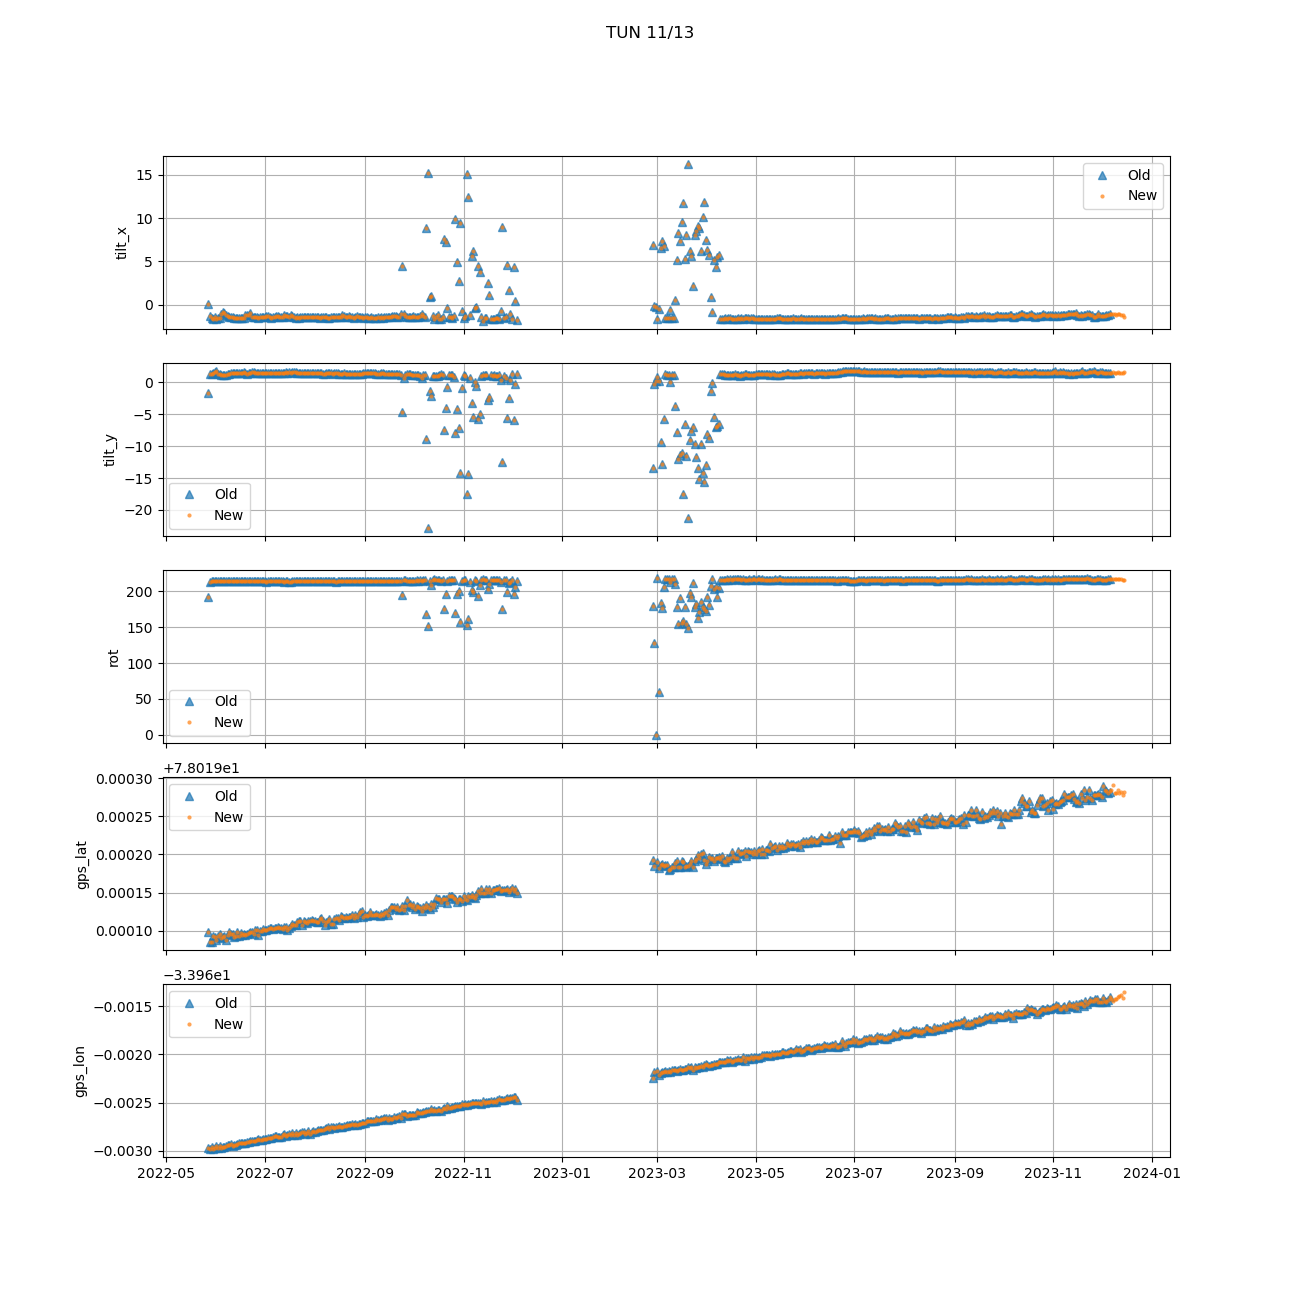 TUN 11/13
tilt_x
15
10
5
0
Old
New
tilt_y
0
−5
−10
−15
−20
Old
New
rot
200
150
100
50
0
Old
New
+7.8019e1
gps_lat
0.00030
0.00025
0.00020
0.00015
0.00010
Old
New
−3.396e1
gps_lon
−0.0015
−0.0020
−0.0025
−0.0030
Old
New
2022-05 2022-07 2022-09 2022-11 2023-01 2023-03 2023-05 2023-07 2023-09 2023-11 2024-01